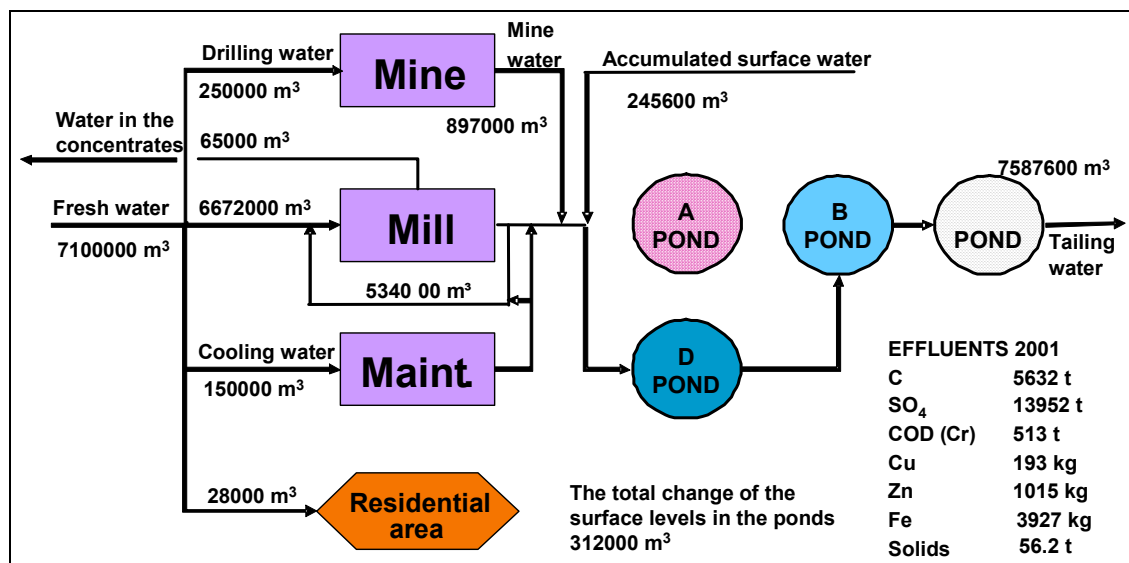 Drilling water
250000 m³
Mine
Mine
water
897000 m³
Accumulated surface water
245600 m³
Water in the
concentrates
65000 m³
Fresh water
7100000 m³
6672000 m³
Mill
5340 00 m³
A
POND
B
POND
POND
7587600 m³
Tailing
water
Cooling water
150000 m³
Maint.
D
POND
28000 m³
Residential
area
The total change of the
surface levels in the ponds
312000 m³
EFFLUENTS 2001
C 5632 t
SO₄ 13952 t
COD (Cr) 513 t
Cu 193 kg
Zn 1015 kg
Fe 3927 kg
Solids 56.2 t